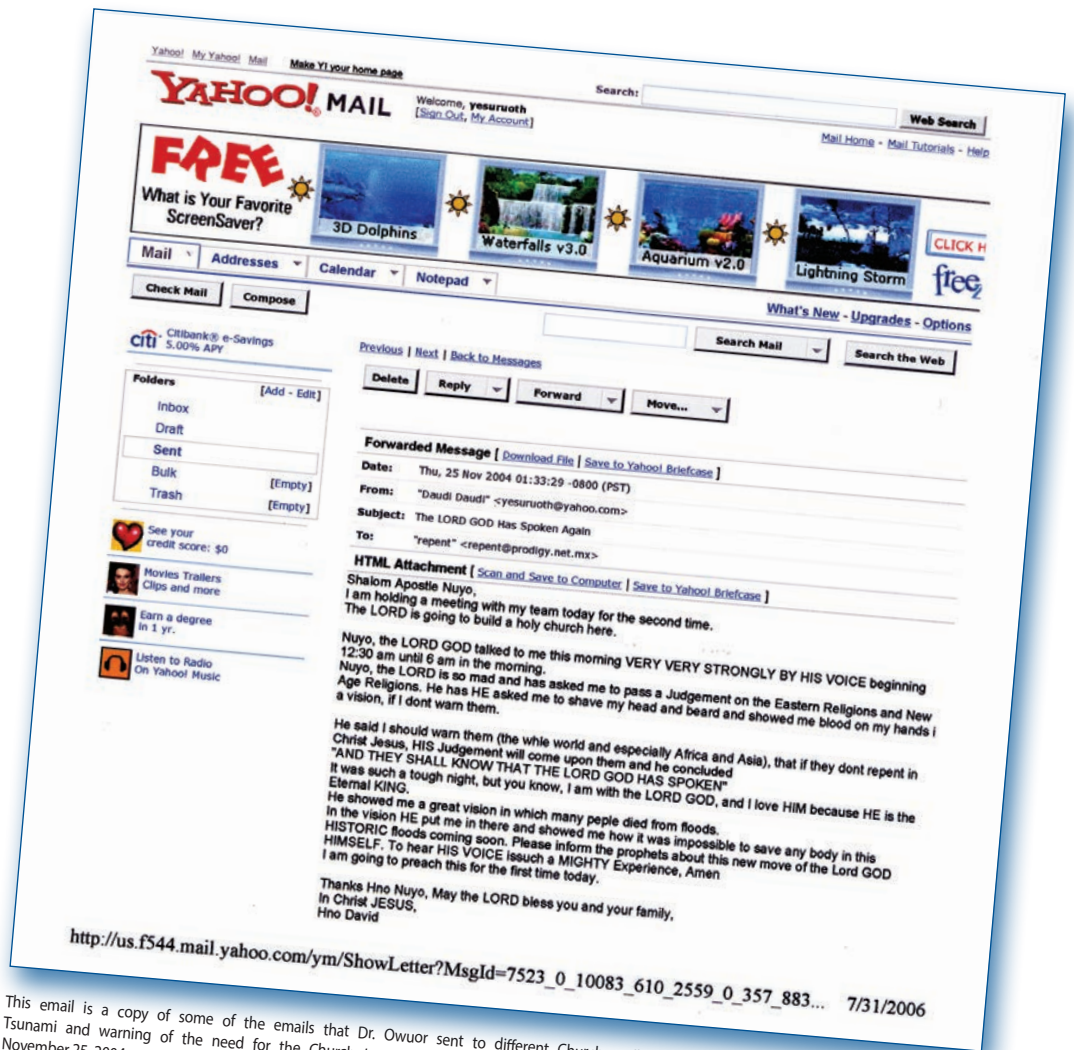 Yahoo! My Yahoo! Mail Make Y! your home page
Search: Web Search
YAHOO! MAIL Welcome, yesuruoth
[Sign Out, My Account]
Mail Home - Mail Tutorials - Help
FREE
What is Your Favorite
ScreenSaver?
3D Dolphins
Waterfalls v3.0
Aquarium v2.0
Lightning Storm
CLICK H
free
Mail Addresses Calendar Notepad
What's New - Upgrades - Options
Check Mail Compose
Search Mail Search the Web
citi Citibank® e-Savings
5.00% APY
Previous | Next | Back to Messages
Delete Reply Forward Move...
Folders [Add - Edit]
Inbox
Draft
Sent
Bulk [Empty]
Trash [Empty]
See your
credit score: $0
Movies Trailers
Clips and more
Earn a degree
in 1 yr.
Listen to Radio
On Yahoo! Music
Forwarded Message [ Download File | Save to Yahoo! Briefcase ]
Date: Thu, 25 Nov 2004 01:33:29 -0800 (PST)
From: "Daudi Daudi" <yesuruoth@yahoo.com>
Subject: The LORD GOD Has Spoken Again
To: "repent" <repent@prodigy.net.mx>
HTML Attachment [ Scan and Save to Computer | Save to Yahoo! Briefcase ]
Shalom Apostle Nuyo,
I am holding a meeting with my team today for the second time.
The LORD is going to build a holy church here.
Nuyo, the LORD GOD talked to me this morning VERY VERY STRONGLY BY HIS VOICE beginning
12:30 am until 6 am in the morning.
Nuyo, the LORD is so mad and has asked me to pass a Judgement on the Eastern Religions and New
Age Religions. He has HE asked me to shave my head and beard and showed me blood on my hands i
a vision, if I dont warn them.
He said I should warn them (the whle world and especially Africa and Asia), that if they dont repent in
Christ Jesus, HIS Judgement will come upon them and he concluded
"AND THEY SHALL KNOW THAT THE LORD GOD HAS SPOKEN"
It was such a tough night, but you know, I am with the LORD GOD, and I love HIM because HE is the
Eternal KING.
He showed me a great vision in which many peple died from floods.
In the vision HE put me in there and showed me how it was impossible to save any body in this
HISTORIC floods coming soon. Please inform the prophets about this new move of the Lord GOD
HIMSELF. To hear HIS VOICE issuch a MIGHTY Experience, Amen
I am going to preach this for the first time today.
Thanks Hno Nuyo, May the LORD bless you and your family,
In Christ JESUS,
Hno David
http://us.f544.mail.yahoo.com/ym/ShowLetter?MsgId=7523_0_10083_610_2559_0_357_883... 7/31/2006
This email is a copy of some of the emails that Dr. Owuor sent to different
Tsunami and warning of the need for the